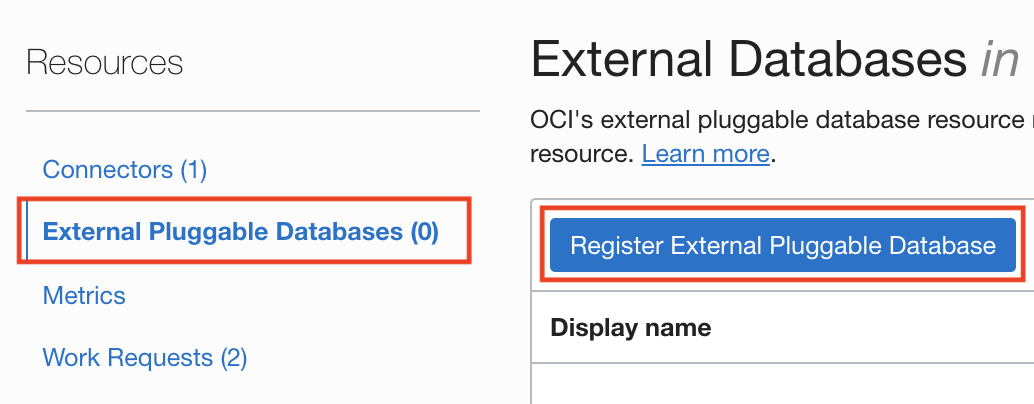 Resources
Connectors (1)
External Pluggable Databases (0)
Metrics
Work Requests (2)
External Databases in
OCI's external pluggable database resource
resource. Learn more.
Register External Pluggable Database
Display name